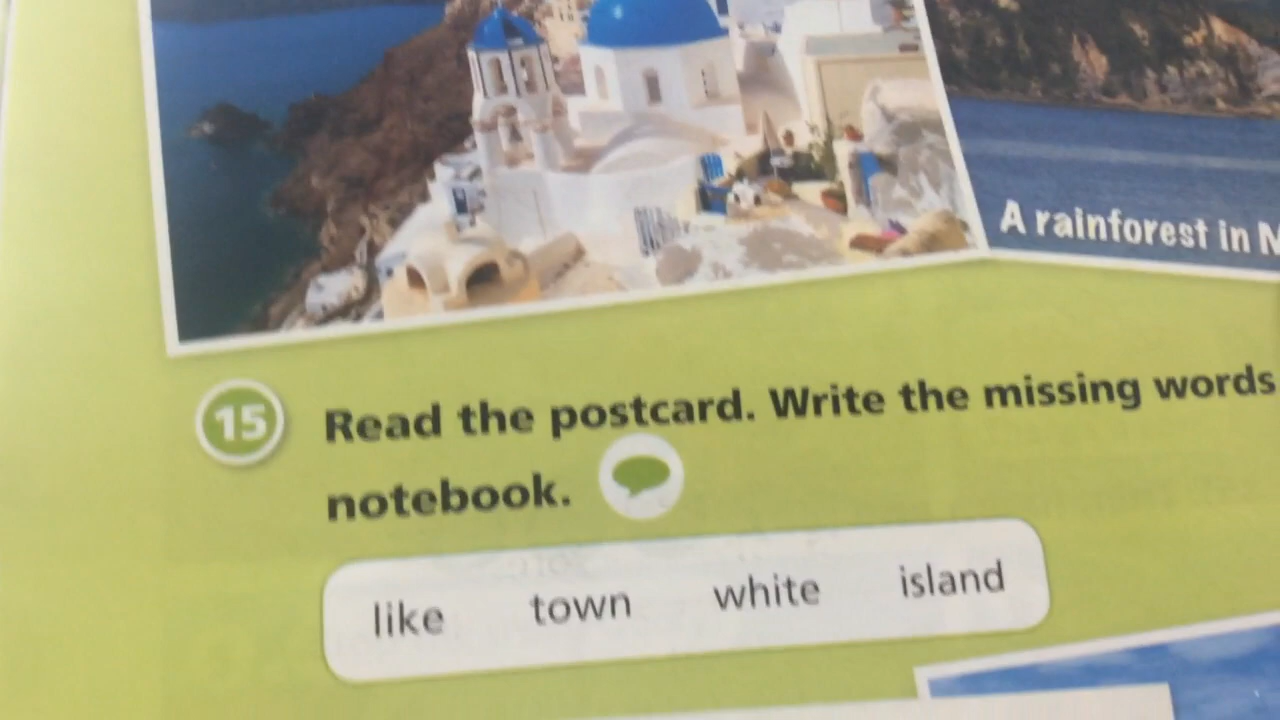 A rainforest in
15 Read the postcard. Write the missing words
notebook.
like town white island